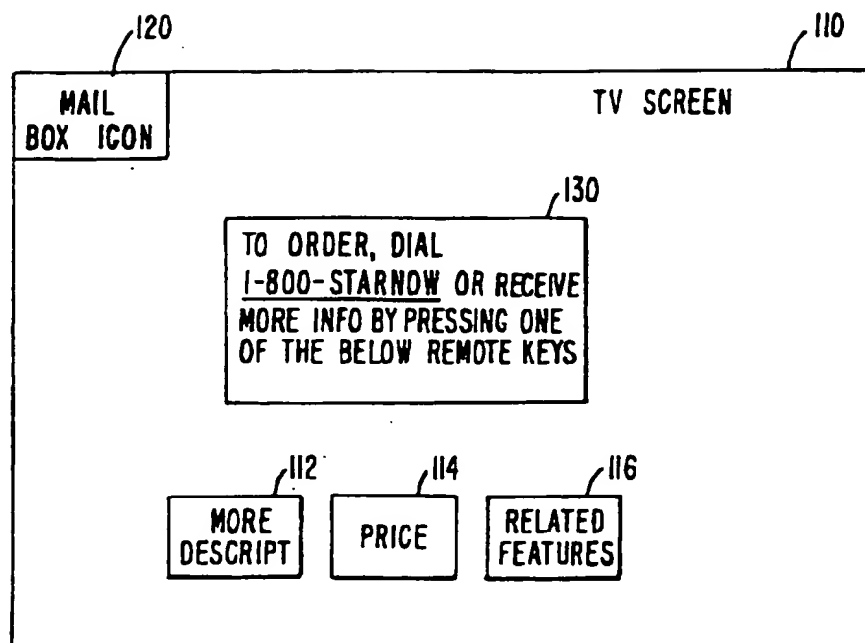 120
110
MAIL
BOX ICON
TV SCREEN
130
TO ORDER, DIAL
1-800-STARNOW OR RECEIVE
MORE INFO BY PRESSING ONE
OF THE BELOW REMOTE KEYS
112
114
116
MORE
DESCRIPT
PRICE
RELATED
FEATURES